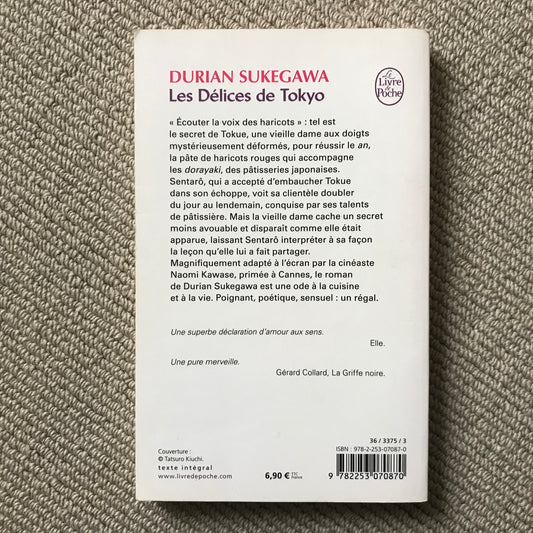 DURIAN SUKEGAWA
Les Délices de Tokyo
Le
Livre
de
Poche
« Écouter la voix des haricots » : tel est
le secret de Tokue, une vieille dame aux doigts
mystérieusement déformés, pour réussir le an,
la pâte de haricots rouges qui accompagne
les dorayaki, des pâtisseries japonaises.
Sentarô, qui a accepté d'embaucher Tokue
dans son échoppe, voit sa clientèle doubler
du jour au lendemain, conquise par ses talents
de pâtissière. Mais la vieille dame cache un secret
moins avouable et disparaît comme elle était
apparue, laissant Sentarô interpréter à sa façon
la leçon qu'elle lui a fait partager.
Magnifiquement adapté à l'écran par la cinéaste
Naomi Kawase, primée à Cannes, le roman
de Durian Sukegawa est une ode à la cuisine
et à la vie. Poignant, poétique, sensuel : un régal.
Une superbe déclaration d'amour aux sens.
Elle.
Une pure merveille.
Gérard Collard, La Griffe noire.
Couverture :
© Tatsuro Kiuchi.
texte intégral
www.livredepoche.com
6,90 € TTC
France
36 / 3375 / 3
ISBN : 978-2-253-07087-0
9 782253 070870